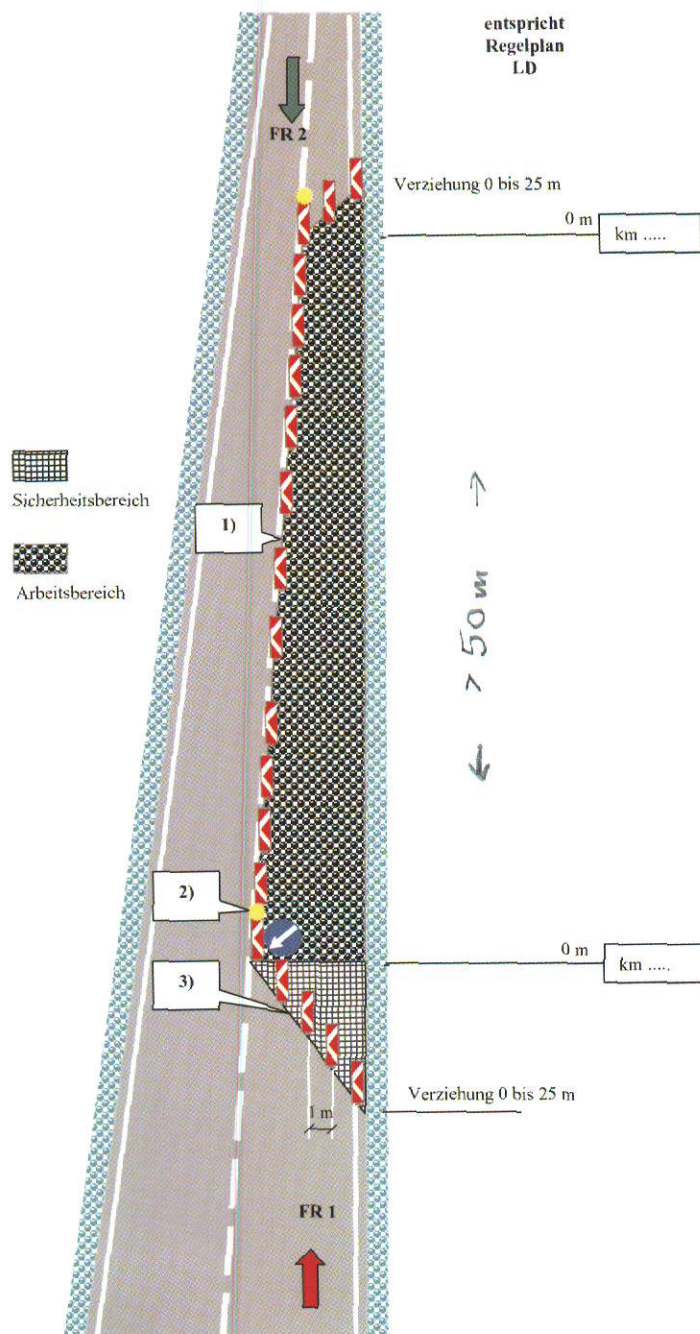 entspricht
Regelplan
LD
FR 2
Verziehung 0 bis 25 m
0 m
km .....
Sicherheitsbereich
1)
Arbeitsbereich
← > 50 m →
2)
0 m
km .....
3)
Verziehung 0 bis 25 m
1 m
FR 1